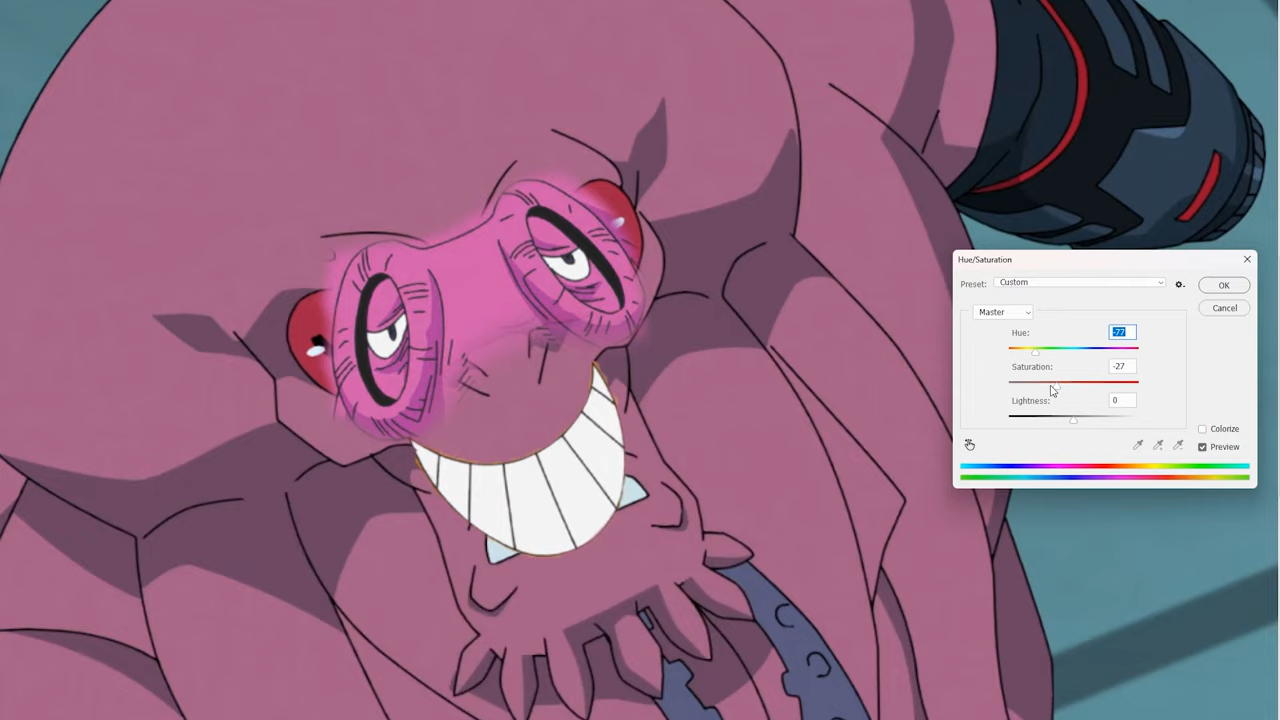 Hue/Saturation
Preset: Custom
OK
Master
Cancel
Hue: -77
Saturation: -27
Lightness: 0
Colorize
Preview